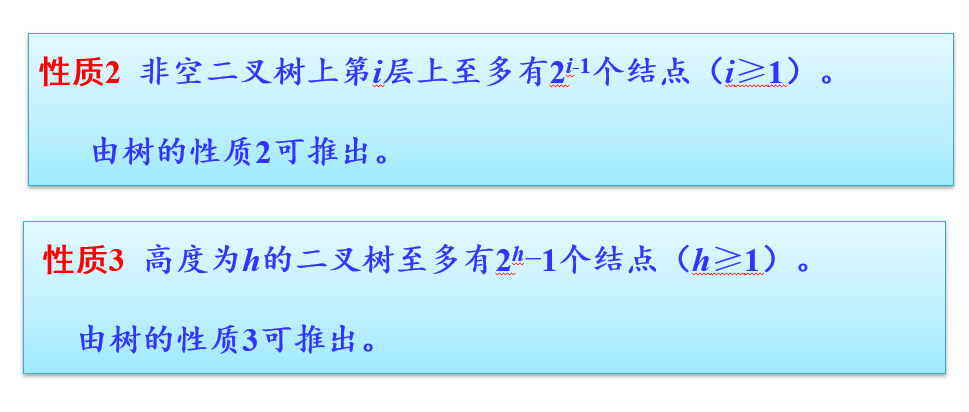 性质2 非空二叉树上第i层上至多有2^{i-1}个结点（i≥1）。
由树的性质2可推出。
性质3 高度为h的二叉树至多有2^h−1个结点（h≥1）。
由树的性质3可推出。